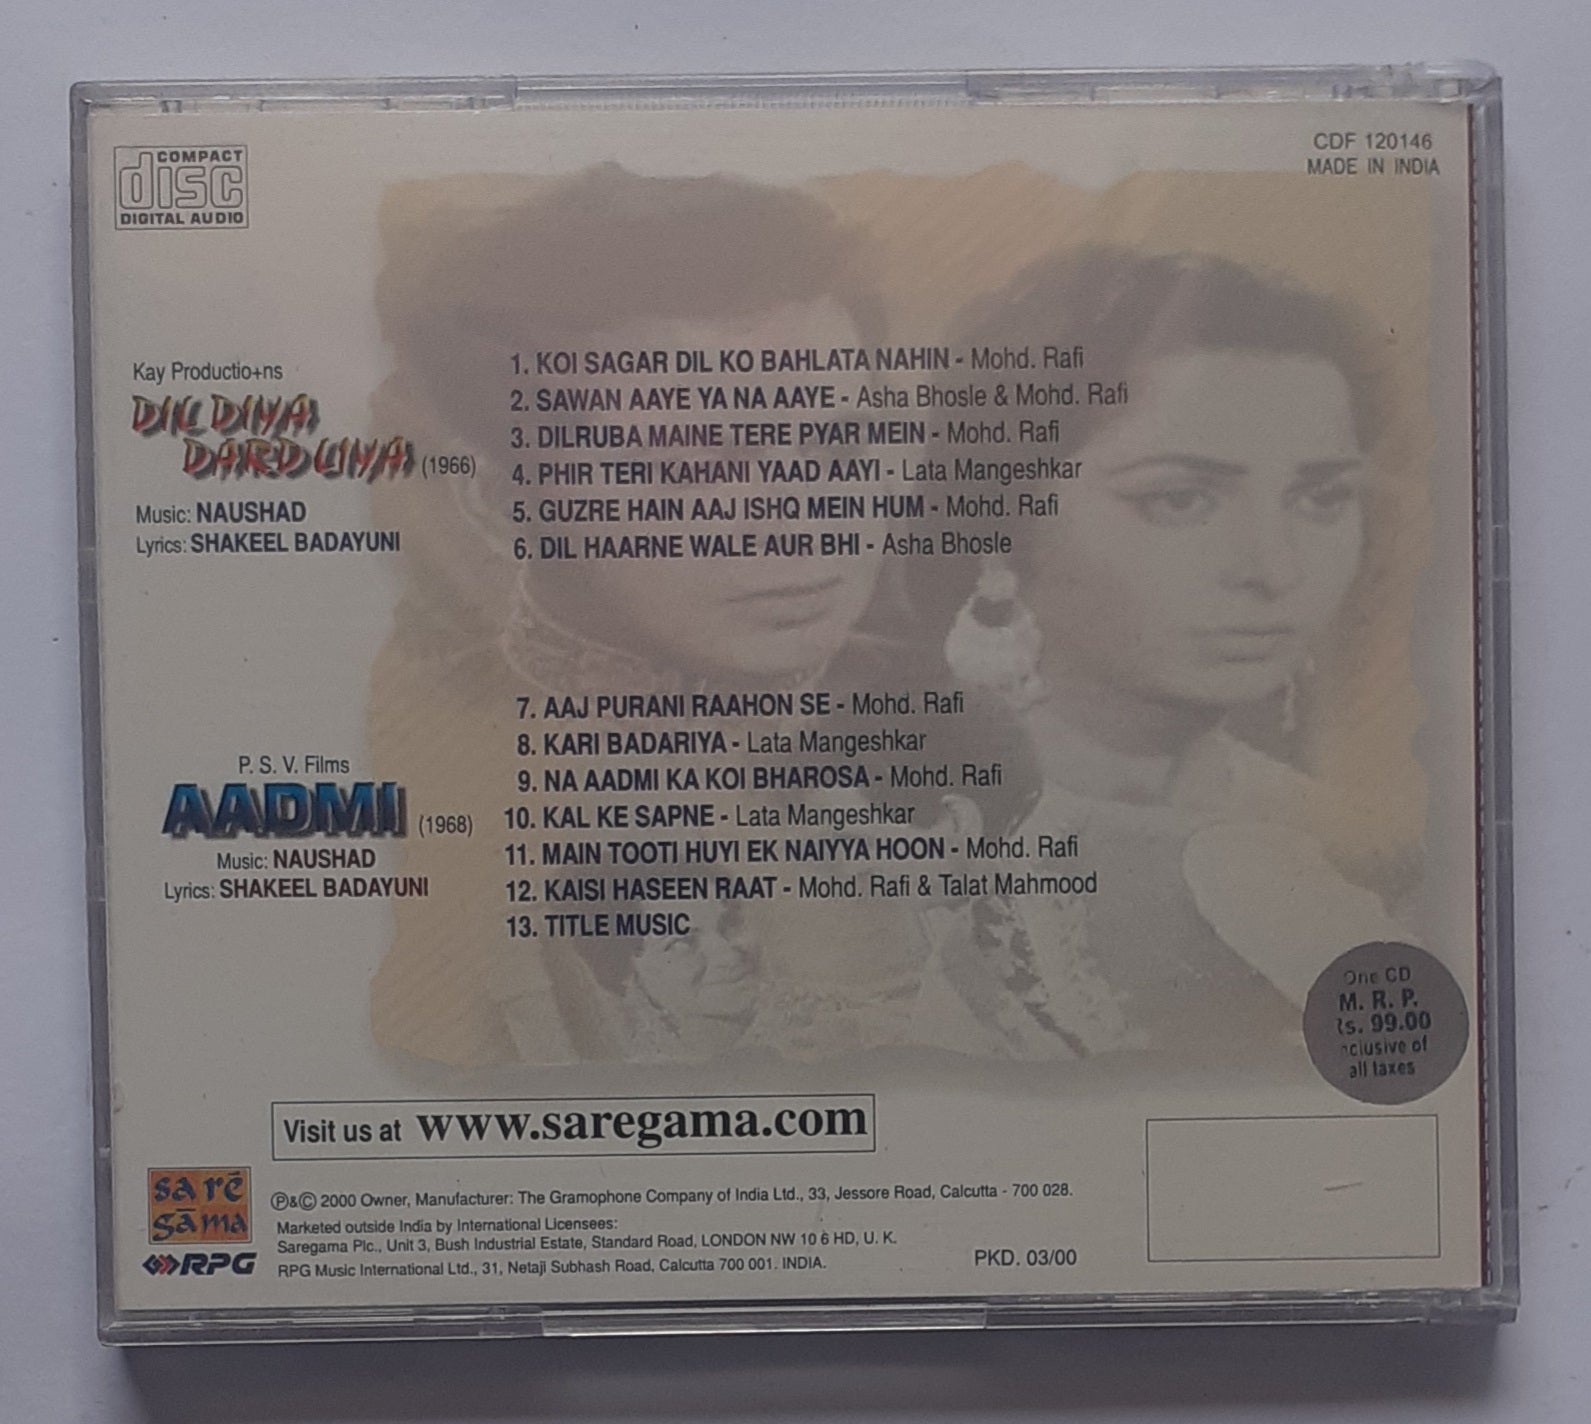 COMPACT
disc
DIGITAL AUDIO
CDF 120146
MADE IN INDIA
Kay Productio+ns
DIL DIYA
DARD LIYA (1966)
Music: NAUSHAD
Lyrics: SHAKEEL BADAYUNI
1. KOI SAGAR DIL KO BAHLATA NAHIN - Mohd. Rafi
2. SAWAN AAYE YA NA AAYE - Asha Bhosle & Mohd. Rafi
3. DILRUBA MAINE TERE PYAR MEIN - Mohd. Rafi
4. PHIR TERI KAHANI YAAD AAYI - Lata Mangeshkar
5. GUZRE HAIN AAJ ISHQ MEIN HUM - Mohd. Rafi
6. DIL HAARNE WALE AUR BHI - Asha Bhosle
P. S. V. Films
AADMI (1968)
Music: NAUSHAD
Lyrics: SHAKEEL BADAYUNI
7. AAJ PURANI RAAHON SE - Mohd. Rafi
8. KARI BADARIYA - Lata Mangeshkar
9. NA AADMI KA KOI BHAROSA - Mohd. Rafi
10. KAL KE SAPNE - Lata Mangeshkar
11. MAIN TOOTI HUYI EK NAIYYA HOON - Mohd. Rafi
12. KAISI HASEEN RAAT - Mohd. Rafi & Talat Mahmood
13. TITLE MUSIC
One CD
M. R. P.
Rs. 99.00
nclusive of
all taxes
Visit us at www.saregama.com
sa rē
gāma
RPG
Ⓟ&© 2000 Owner, Manufacturer: The Gramophone Company of India Ltd., 33, Jessore Road, Calcutta - 700 028.
Marketed outside India by International Licensees:
Saregama Plc., Unit 3, Bush Industrial Estate, Standard Road, LONDON NW 10 6 HD, U. K.
RPG Music International Ltd., 31, Netaji Subhash Road, Calcutta 700 001. INDIA.
PKD. 03/00